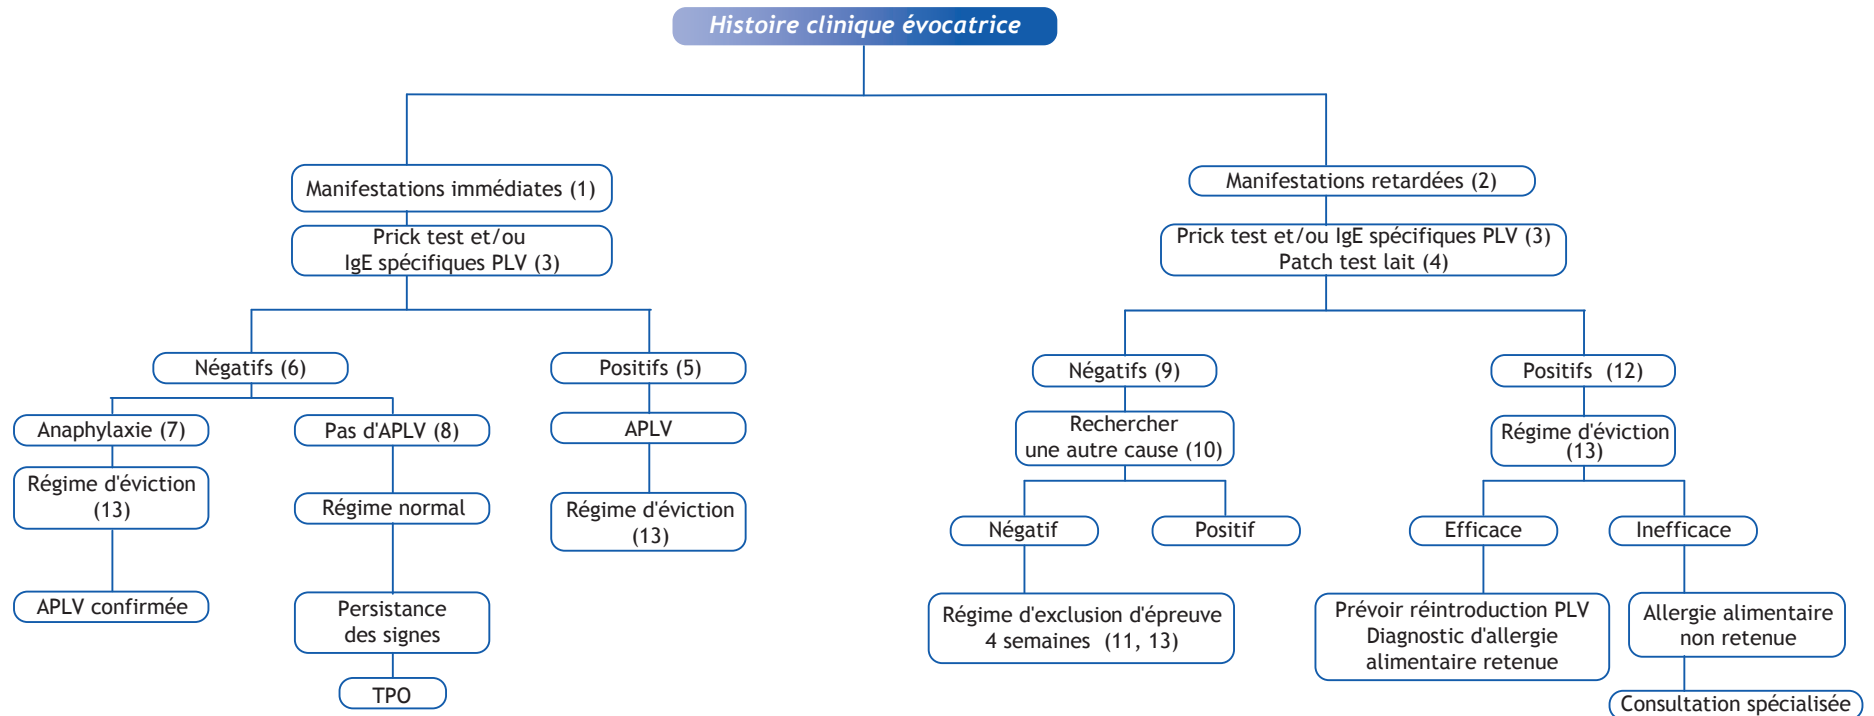 Histoire clinique évocatrice
Manifestations immédiates (1)
Prick test et/ou
IgE spécifiques PLV (3)
Négatifs (6)
Positifs (5)
Anaphylaxie (7)
Pas d'APLV (8)
APLV
Régime d'éviction
(13)
Régime normal
Régime d'éviction
(13)
APLV confirmée
Persistance
des signes
TPO
Manifestations retardées (2)
Prick test et/ou IgE spécifiques PLV (3)
Patch test lait (4)
Négatifs (9)
Positifs (12)
Rechercher
une autre cause (10)
Régime d'éviction
(13)
Négatif
Positif
Efficace
Inefficace
Régime d'exclusion d'épreuve
4 semaines (11, 13)
Prévoir réintroduction PLV
Diagnostic d'allergie
alimentaire retenue
Allergie alimentaire
non retenue
Consultation spécialisée